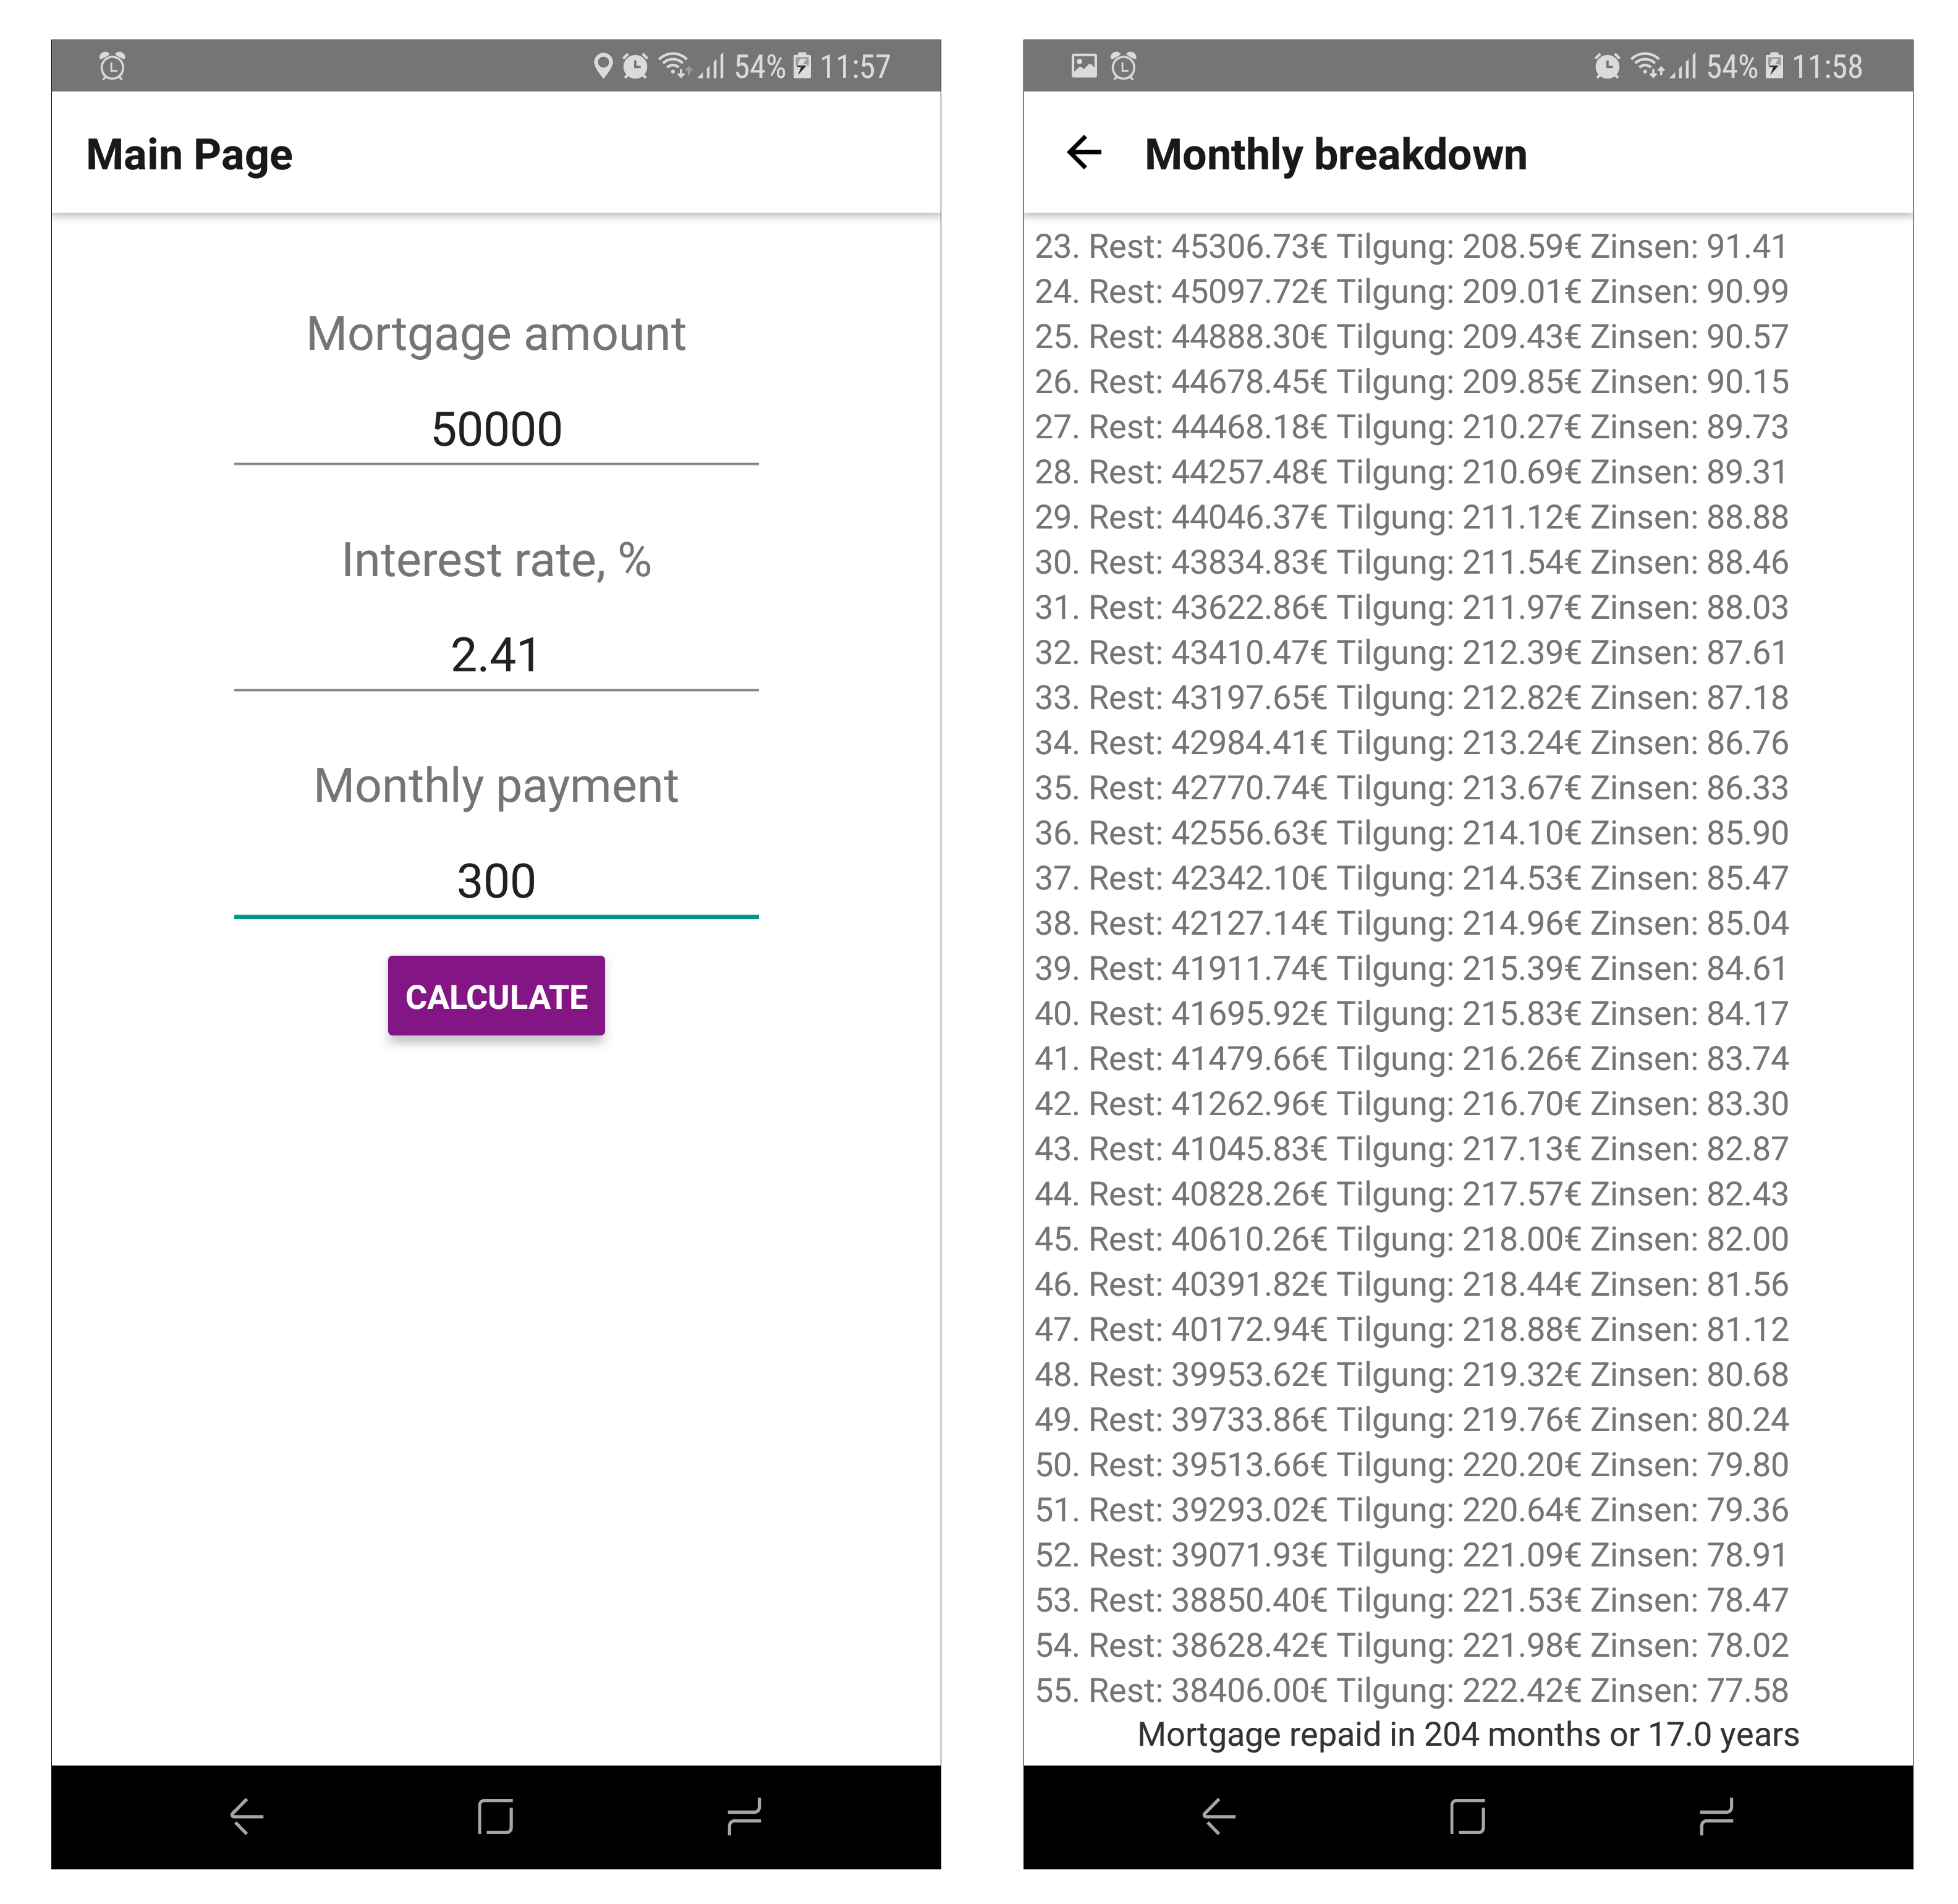 54% 11:57
Main Page
Mortgage amount
50000
Interest rate, %
2.41
Monthly payment
300
CALCULATE
54% 11:58
Monthly breakdown
23. Rest: 45306.73€ Tilgung: 208.59€ Zinsen: 91.41
24. Rest: 45097.72€ Tilgung: 209.01€ Zinsen: 90.99
25. Rest: 44888.30€ Tilgung: 209.43€ Zinsen: 90.57
26. Rest: 44678.45€ Tilgung: 209.85€ Zinsen: 90.15
27. Rest: 44468.18€ Tilgung: 210.27€ Zinsen: 89.73
28. Rest: 44257.48€ Tilgung: 210.69€ Zinsen: 89.31
29. Rest: 44046.37€ Tilgung: 211.12€ Zinsen: 88.88
30. Rest: 43834.83€ Tilgung: 211.54€ Zinsen: 88.46
31. Rest: 43622.86€ Tilgung: 211.97€ Zinsen: 88.03
32. Rest: 43410.47€ Tilgung: 212.39€ Zinsen: 87.61
33. Rest: 43197.65€ Tilgung: 212.82€ Zinsen: 87.18
34. Rest: 42984.41€ Tilgung: 213.24€ Zinsen: 86.76
35. Rest: 42770.74€ Tilgung: 213.67€ Zinsen: 86.33
36. Rest: 42556.63€ Tilgung: 214.10€ Zinsen: 85.90
37. Rest: 42342.10€ Tilgung: 214.53€ Zinsen: 85.47
38. Rest: 42127.14€ Tilgung: 214.96€ Zinsen: 85.04
39. Rest: 41911.74€ Tilgung: 215.39€ Zinsen: 84.61
40. Rest: 41695.92€ Tilgung: 215.83€ Zinsen: 84.17
41. Rest: 41479.66€ Tilgung: 216.26€ Zinsen: 83.74
42. Rest: 41262.96€ Tilgung: 216.70€ Zinsen: 83.30
43. Rest: 41045.83€ Tilgung: 217.13€ Zinsen: 82.87
44. Rest: 40828.26€ Tilgung: 217.57€ Zinsen: 82.43
45. Rest: 40610.26€ Tilgung: 218.00€ Zinsen: 82.00
46. Rest: 40391.82€ Tilgung: 218.44€ Zinsen: 81.56
47. Rest: 40172.94€ Tilgung: 218.88€ Zinsen: 81.12
48. Rest: 39953.62€ Tilgung: 219.32€ Zinsen: 80.68
49. Rest: 39733.86€ Tilgung: 219.76€ Zinsen: 80.24
50. Rest: 39513.66€ Tilgung: 220.20€ Zinsen: 79.80
51. Rest: 39293.02€ Tilgung: 220.64€ Zinsen: 79.36
52. Rest: 39071.93€ Tilgung: 221.09€ Zinsen: 78.91
53. Rest: 38850.40€ Tilgung: 221.53€ Zinsen: 78.47
54. Rest: 38628.42€ Tilgung: 221.98€ Zinsen: 78.02
55. Rest: 38406.00€ Tilgung: 222.42€ Zinsen: 77.58
Mortgage repaid in 204 months or 17.0 years